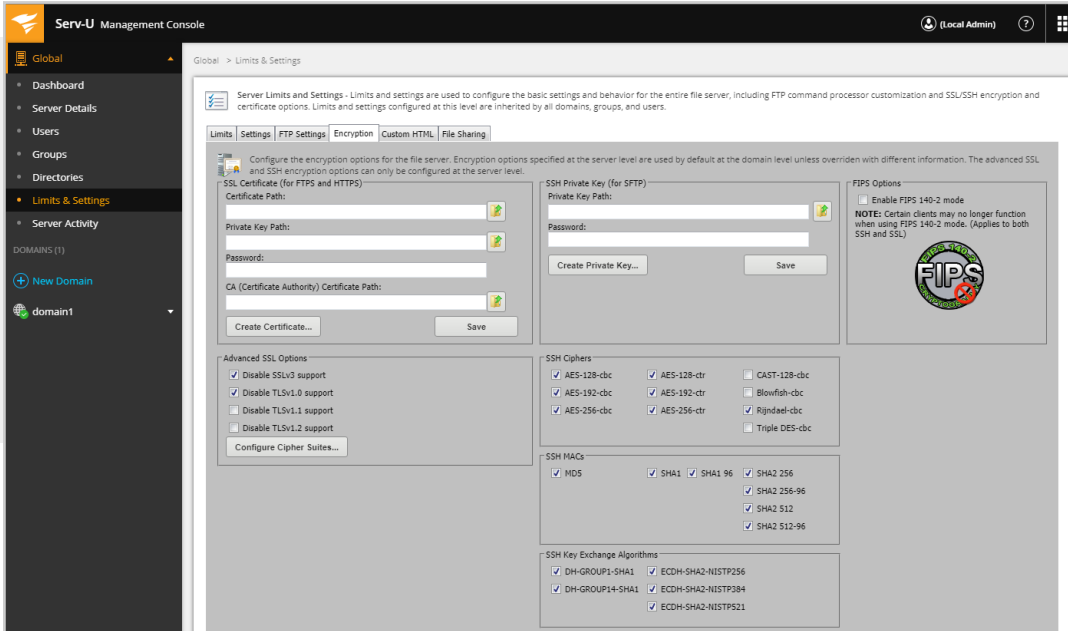 Serv-U Management Console
(Local Admin)
?
Global
Dashboard
Server Details
Users
Groups
Directories
Limits & Settings
Server Activity
DOMAINS (1)
New Domain
domain1
Global > Limits & Settings
Server Limits and Settings - Limits and settings are used to configure the basic settings and behavior for the entire file server, including FTP command processor customization and SSL/SSH encryption and
certificate options. Limits and settings configured at this level are inherited by all domains, groups, and users.
Limits Settings FTP Settings Encryption Custom HTML File Sharing
Configure the encryption options for the file server. Encryption options specified at the server level are used by default at the domain level unless overriden with different information. The advanced SSL
and SSH encryption options can only be configured at the server level.
SSL Certificate (for FTPS and HTTPS)
Certificate Path:
Private Key Path:
Password:
CA (Certificate Authority) Certificate Path:
Create Certificate... Save
SSH Private Key (for SFTP)
Private Key Path:
Password:
Create Private Key... Save
FIPS Options
Enable FIPS 140-2 mode
NOTE: Certain clients may no longer function
when using FIPS 140-2 mode. (Applies to both
SSH and SSL)
FIPS 140-2
FIPS
Advanced SSL Options
Disable SSLv3 support
Disable TLSv1.0 support
Disable TLSv1.1 support
Disable TLSv1.2 support
Configure Cipher Suites...
SSH Ciphers
AES-128-cbc AES-128-ctr CAST-128-cbc
AES-192-cbc AES-192-ctr Blowfish-cbc
AES-256-cbc AES-256-ctr Rijndael-cbc
Triple DES-cbc
SSH MACs
MD5 SHA1 SHA1 96 SHA2 256
SHA2 256-96
SHA2 512
SHA2 512-96
SSH Key Exchange Algorithms
DH-GROUP1-SHA1 ECDH-SHA2-NISTP256
DH-GROUP14-SHA1 ECDH-SHA2-NISTP384
ECDH-SHA2-NISTP521